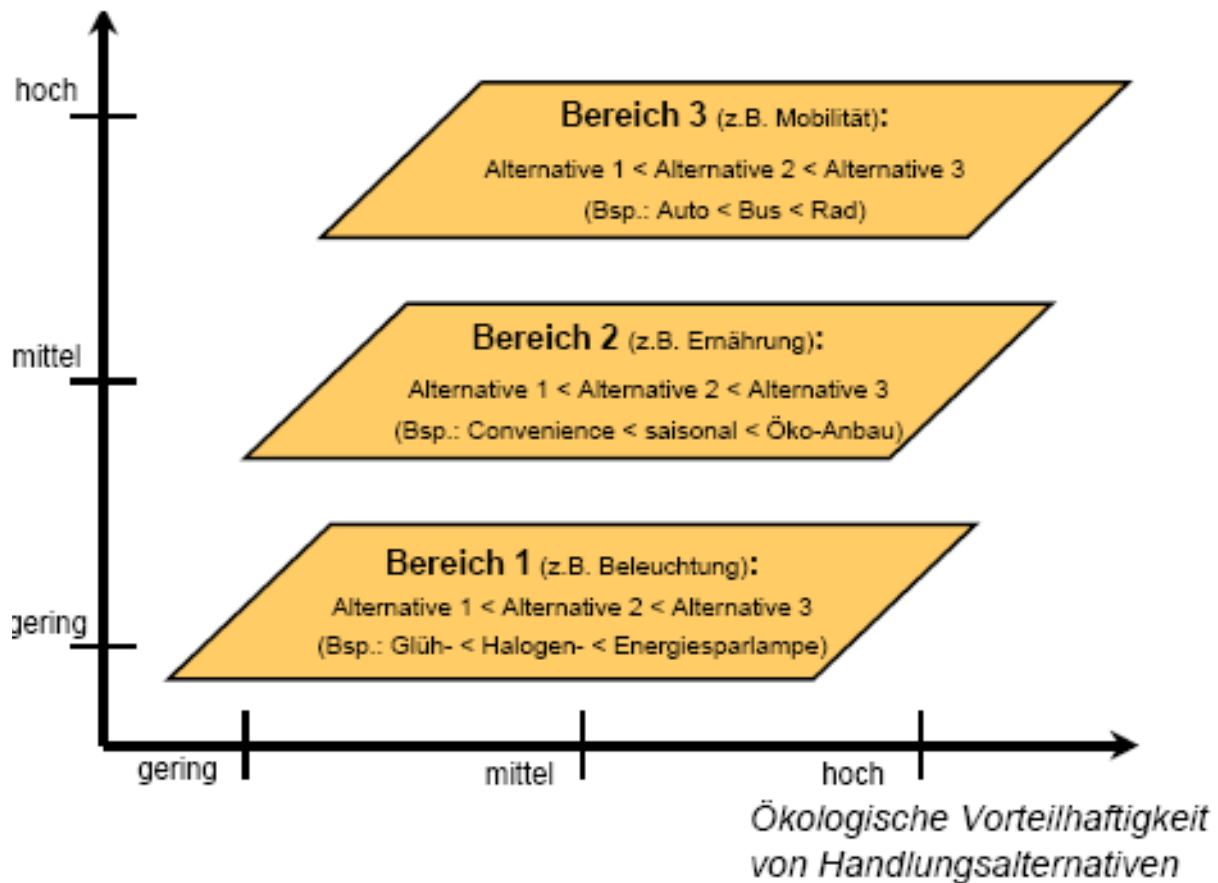 hoch
Bereich 3 (z.B. Mobilität):
Alternative 1 < Alternative 2 < Alternative 3
(Bsp.: Auto < Bus < Rad)
mittel
Bereich 2 (z.B. Ernährung):
Alternative 1 < Alternative 2 < Alternative 3
(Bsp.: Convenience < saisonal < Öko-Anbau)
Bereich 1 (z.B. Beleuchtung):
Alternative 1 < Alternative 2 < Alternative 3
gering
(Bsp.: Glüh- < Halogen- < Energiesparlampe)
gering mittel hoch
Ökologische Vorteilhaftigkeit
von Handlungsalternativen